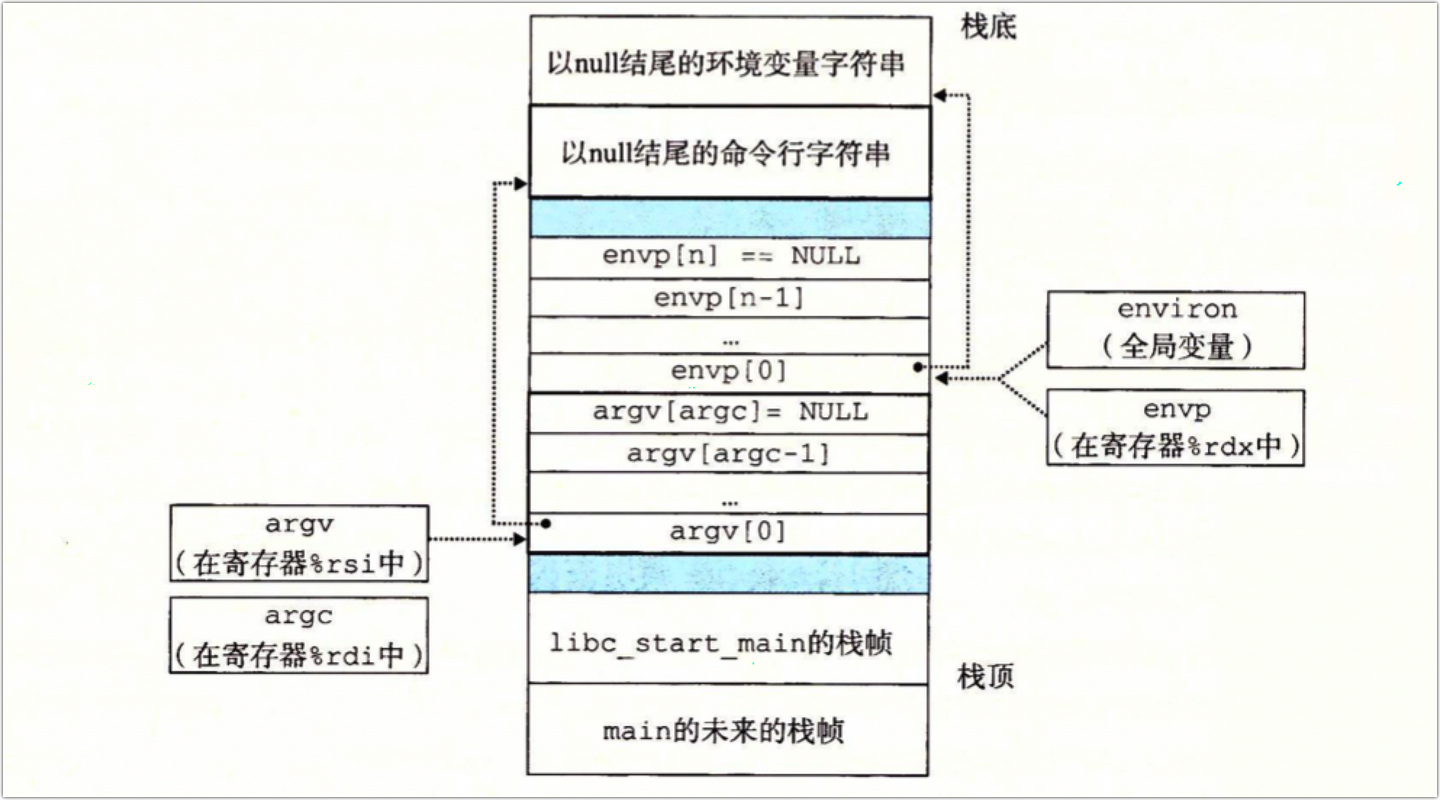 栈底
以null结尾的环境变量字符串
以null结尾的命令行字符串
envp[n] == NULL
envp[n-1]
…
envp[0]
argv[argc]= NULL
argv[argc-1]
…
argv[0]
libc_start_main的栈帧
栈顶
main的未来的栈帧
environ
(全局变量)
envp
(在寄存器%rdx中)
argv
(在寄存器%rsi中)
argc
(在寄存器%rdi中)